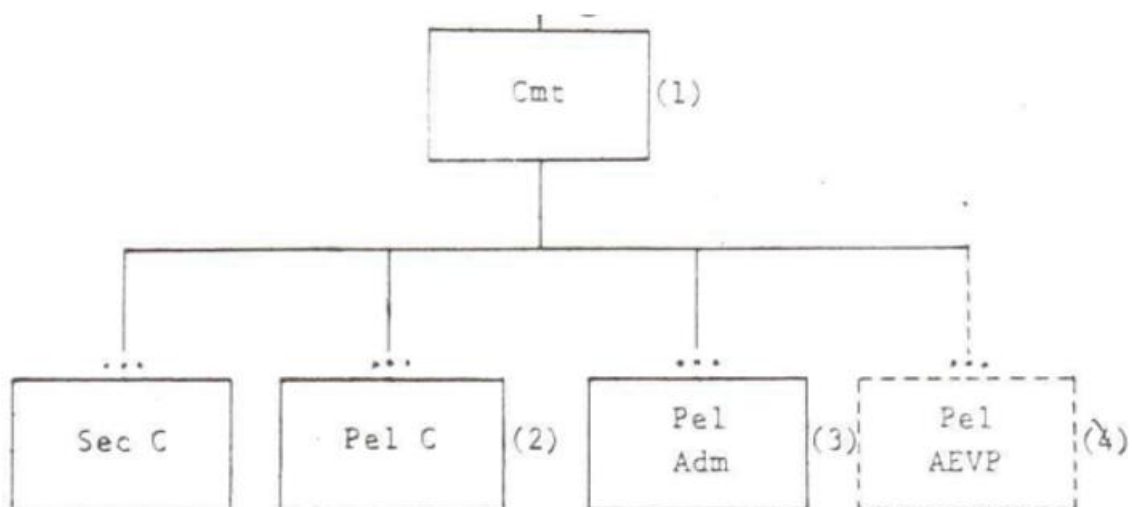 Cmt (1)
Sec C
Pel C (2)
Pel
Adm (3)
Pel
AEVP (4)